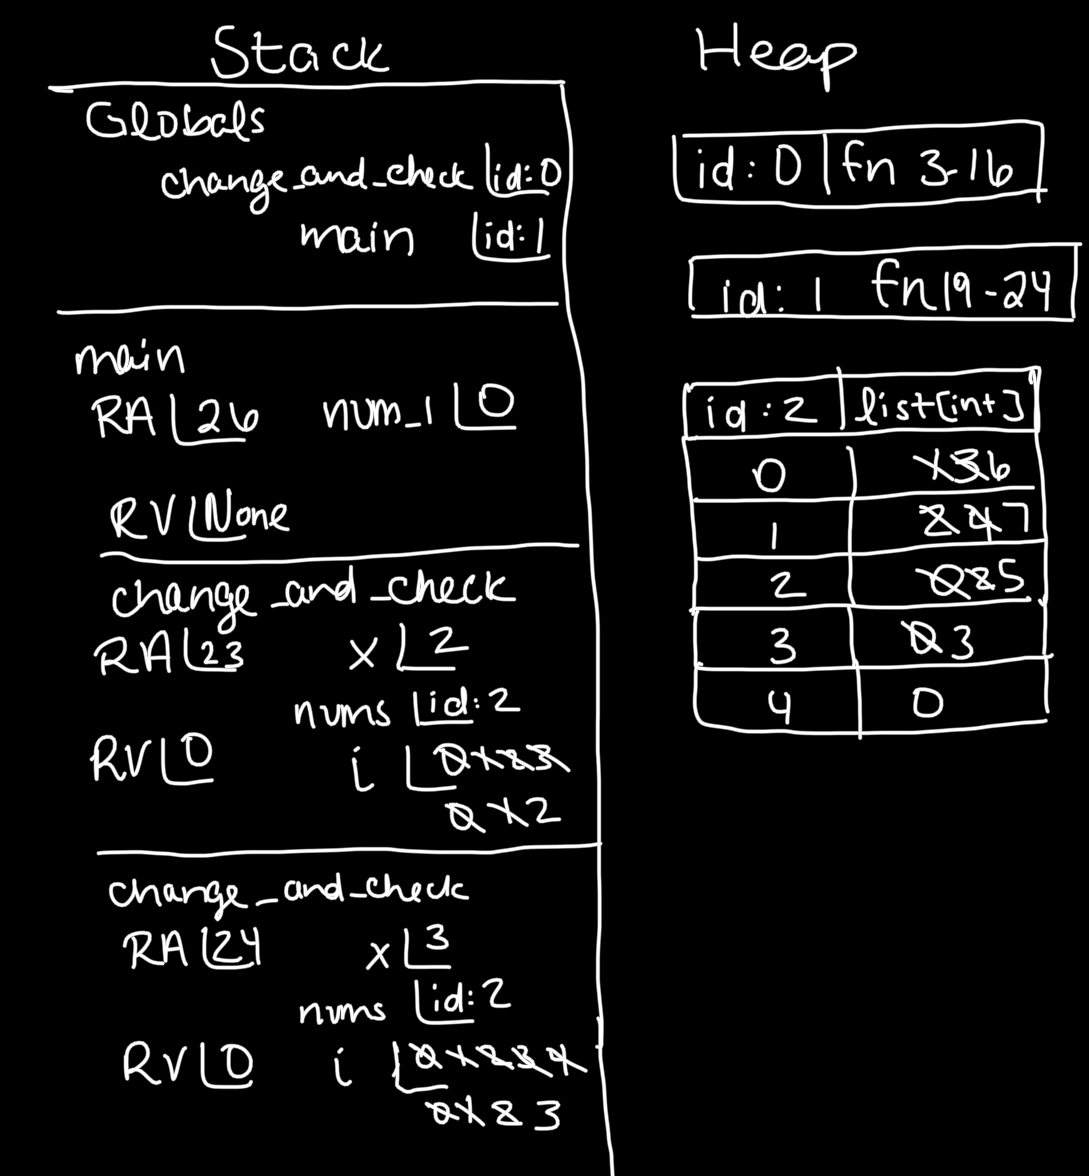 Stack
Globals
change_and_check id:0
main id:1
main
RA 26 num_1 0
RV None
change_and_check
RA 23 x 2
nums id:2
RV 0 i 0 1 2 3
0 1 2
change_and_check
RA 24 x 3
nums id:2
RV 0 i 0 1 2 3 4
0 1 2 3
Heap
id: 0 fn 3-16
id: 1 fn 19-24
id: 2 list[int]
0 1 3 6
1 2 4 7
2 0 2 5
3 0 3
4 0